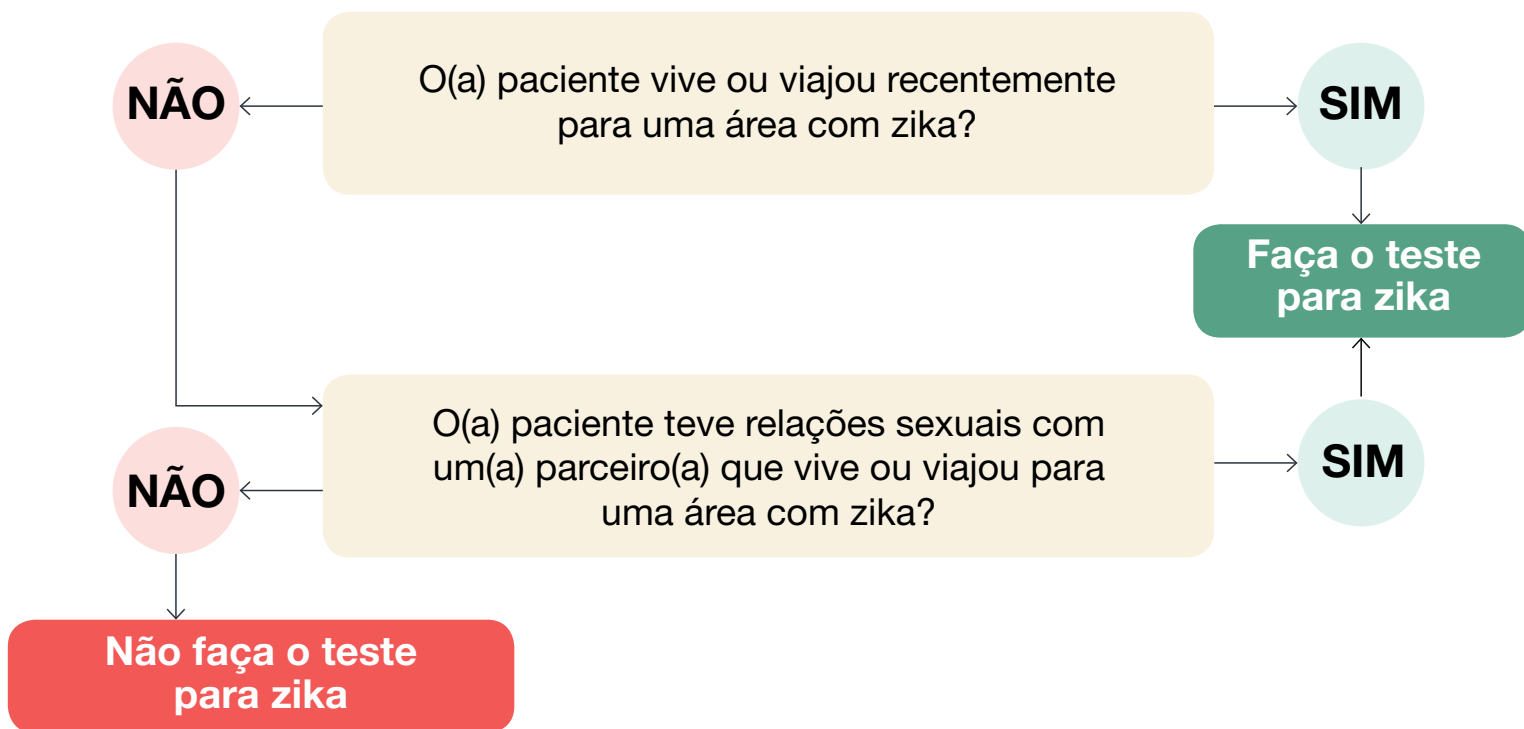 NÃO
O(a) paciente vive ou viajou recentemente
para uma área com zika?
SIM
Faça o teste
para zika
O(a) paciente teve relações sexuais com
um(a) parceiro(a) que vive ou viajou para
uma área com zika?
NÃO
SIM
Não faça o teste
para zika